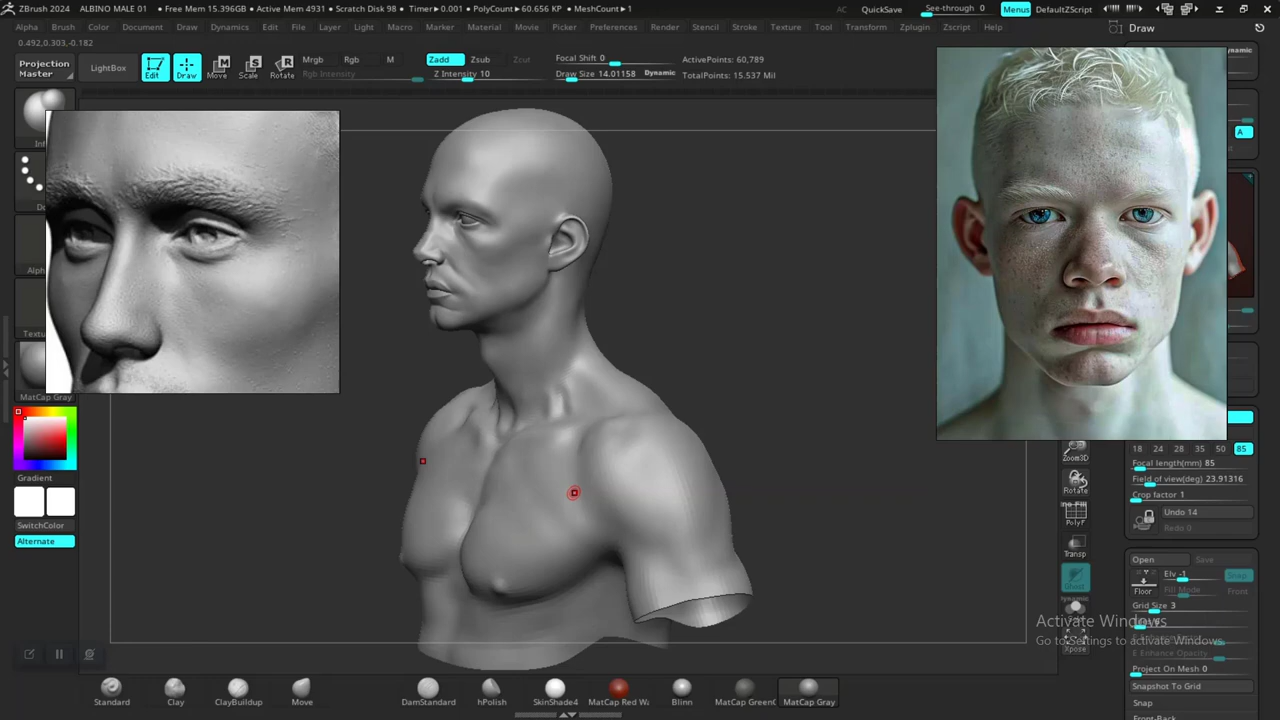 ZBrush 2024 ALBINO MALE 01 • Free Mem 15.396GB • Active Mem 4931 • Scratch Disk 98 • Timer▸0.001 • PolyCount▸60.656 KP • MeshCount▸1 AC QuickSave See-through 0 Menus DefaultZScript
Alpha Brush Color Document Draw Dynamics Edit File Layer Light Macro Marker Material Movie Picker Preferences Render Stencil Stroke Texture Tool Transform Zplugin Zscript Help Draw
0.492,0.303,-0.182
Projection Master
LightBox
Edit Draw Move Scale Rotate
Mrgb Rgb M
Rgb Intensity
Zadd Zsub Zcut
Z Intensity 10
Focal Shift 0
Draw Size 14.01158 Dynamic
ActivePoints: 60,789
TotalPoints: 15.537 Mil
A
MatCap Gray
Gradient
SwitchColor
Alternate
18 24 28 35 50 85
Focal length(mm) 85
Field of view(deg) 23.91316
Crop factor 1
Undo 14
Redo 0
Zoom3D
Rotate
PolyF
Transp
Ghost
Xpose
Open Save
Elv -1 Snap
Floor Fill Mode Front
Grid Size 3
E Enhance Opacity
Project On Mesh 0
Snapshot To Grid
Snap
Activate Windows
Go to Settings to activate Windows.
Standard Clay ClayBuildup Move DamStandard hPolish SkinShade4 MatCap Red Wa Blinn MatCap GreenC MatCap Gray